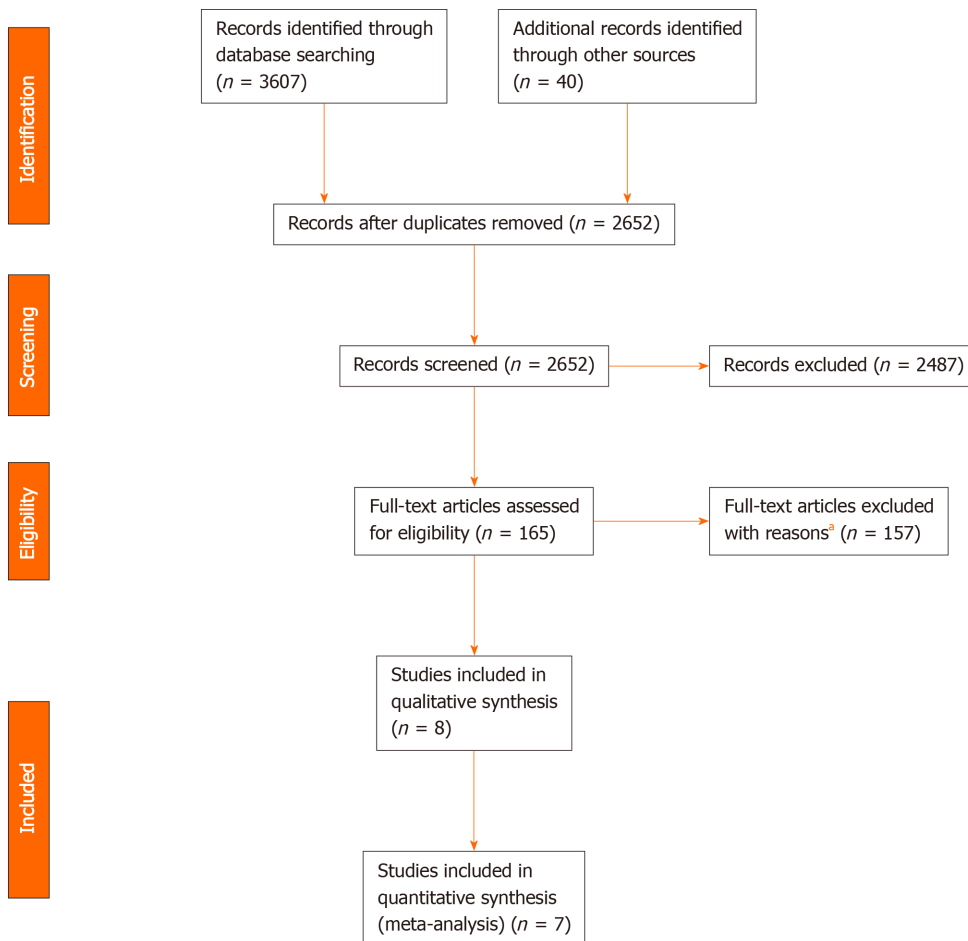 Identification
Records identified through
database searching
(n = 3607)
Additional records identified
through other sources
(n = 40)
Records after duplicates removed (n = 2652)
Screening
Records screened (n = 2652)
Records excluded (n = 2487)
Eligibility
Full-text articles assessed
for eligibility (n = 165)
Full-text articles excluded
with reasonsᵃ (n = 157)
Included
Studies included in
qualitative synthesis
(n = 8)
Studies included in
quantitative synthesis
(meta-analysis) (n = 7)